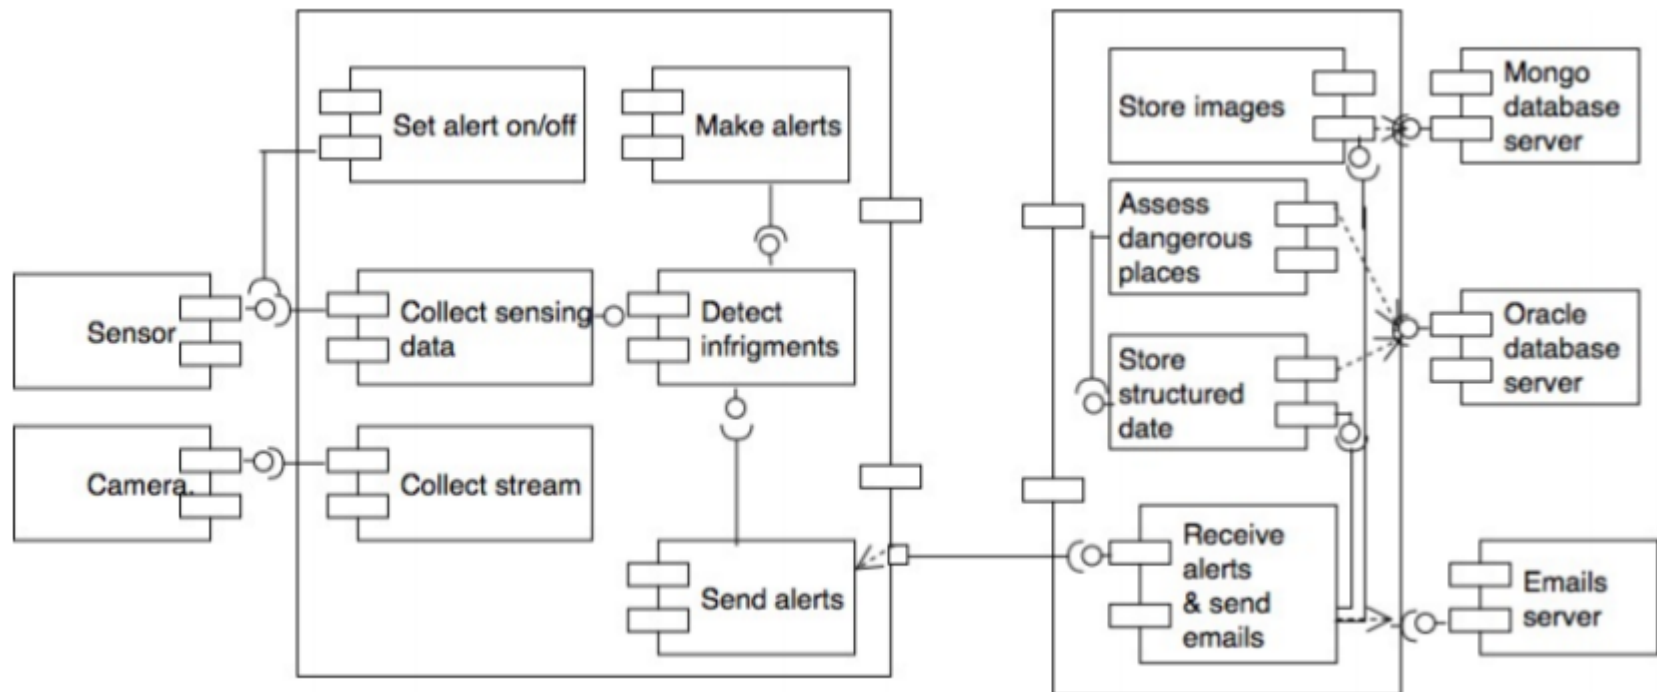 Set alert on/off
Make alerts
Sensor
Collect sensing
data
Detect
infrigments
Camera.
Collect stream
Send alerts
Store images
Mongo
database
server
Assess
dangerous
places
Store
structured
date
Oracle
database
server
Receive
alerts
& send
emails
Emails
server